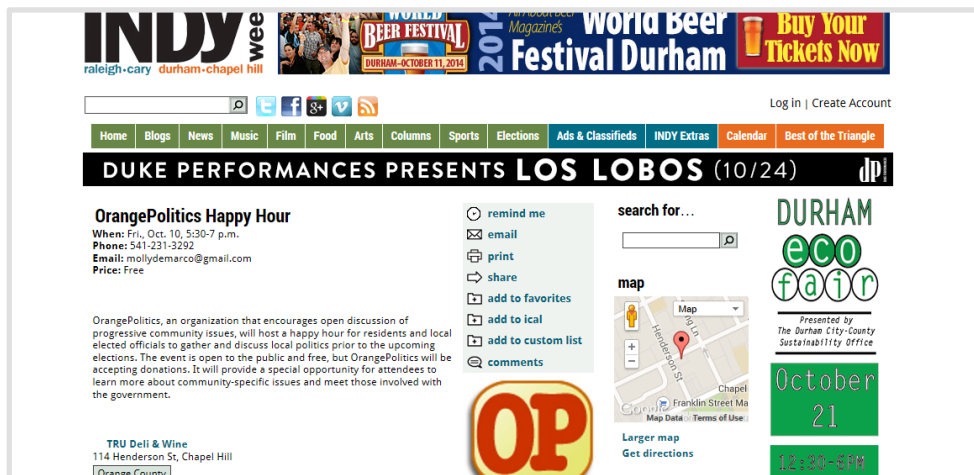 INDY
week
raleigh•cary durham•chapel hill
WORLD
BEER FESTIVAL
DURHAM–OCTOBER 11, 2014
2014
All About Beer
Magazine's
World Beer
Festival Durham
Buy Your
Tickets Now
Log in | Create Account
Home Blogs News Music Film Food Arts Columns Sports Elections Ads & Classifieds INDY Extras Calendar Best of the Triangle
DUKE PERFORMANCES PRESENTS LOS LOBOS (10/24) dp
OrangePolitics Happy Hour
When: Fri., Oct. 10, 5:30-7 p.m.
Phone: 541-231-3292
Email: mollydemarco@gmail.com
Price: Free
OrangePolitics, an organization that encourages open discussion of
progressive community issues, will host a happy hour for residents and local
elected officials to gather and discuss local politics prior to the upcoming
elections. The event is open to the public and free, but OrangePolitics will be
accepting donations. It will provide a special opportunity for attendees to
learn more about community-specific issues and meet those involved with
the government.
TRU Deli & Wine
114 Henderson St, Chapel Hill
Orange County
remind me
email
print
share
add to favorites
add to ical
add to custom list
comments
OP
search for...
map
Map
Henderson St
Chapel
Franklin Street Ma
Google
Map Data Terms of Use
Larger map
Get directions
DURHAM
eco
fair
Presented by
The Durham City-County
Sustainability Office
October
21
12:30-6PM